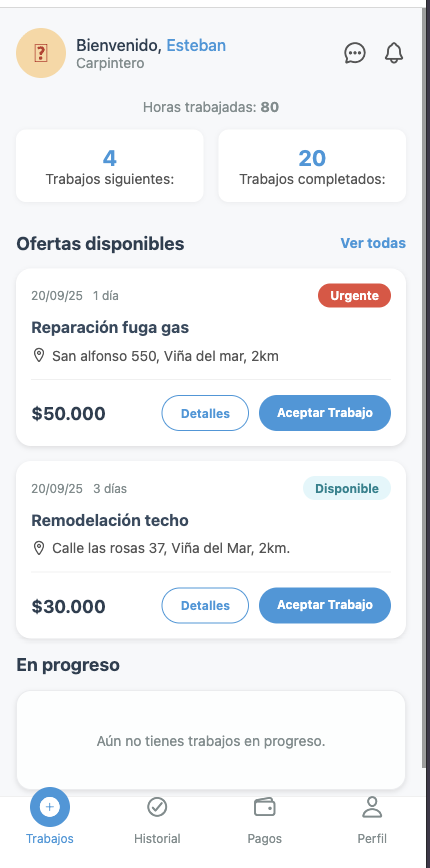 Bienvenido, Esteban
Carpintero
Horas trabajadas: 80
4
Trabajos siguientes:
20
Trabajos completados:
Ofertas disponibles
Ver todas
20/09/25 1 día
Urgente
Reparación fuga gas
San alfonso 550, Viña del mar, 2km
$50.000
Detalles
Aceptar Trabajo
20/09/25 3 días
Disponible
Remodelación techo
Calle las rosas 37, Viña del Mar, 2km.
$30.000
Detalles
Aceptar Trabajo
En progreso
Aún no tienes trabajos en progreso.
Trabajos
Historial
Pagos
Perfil